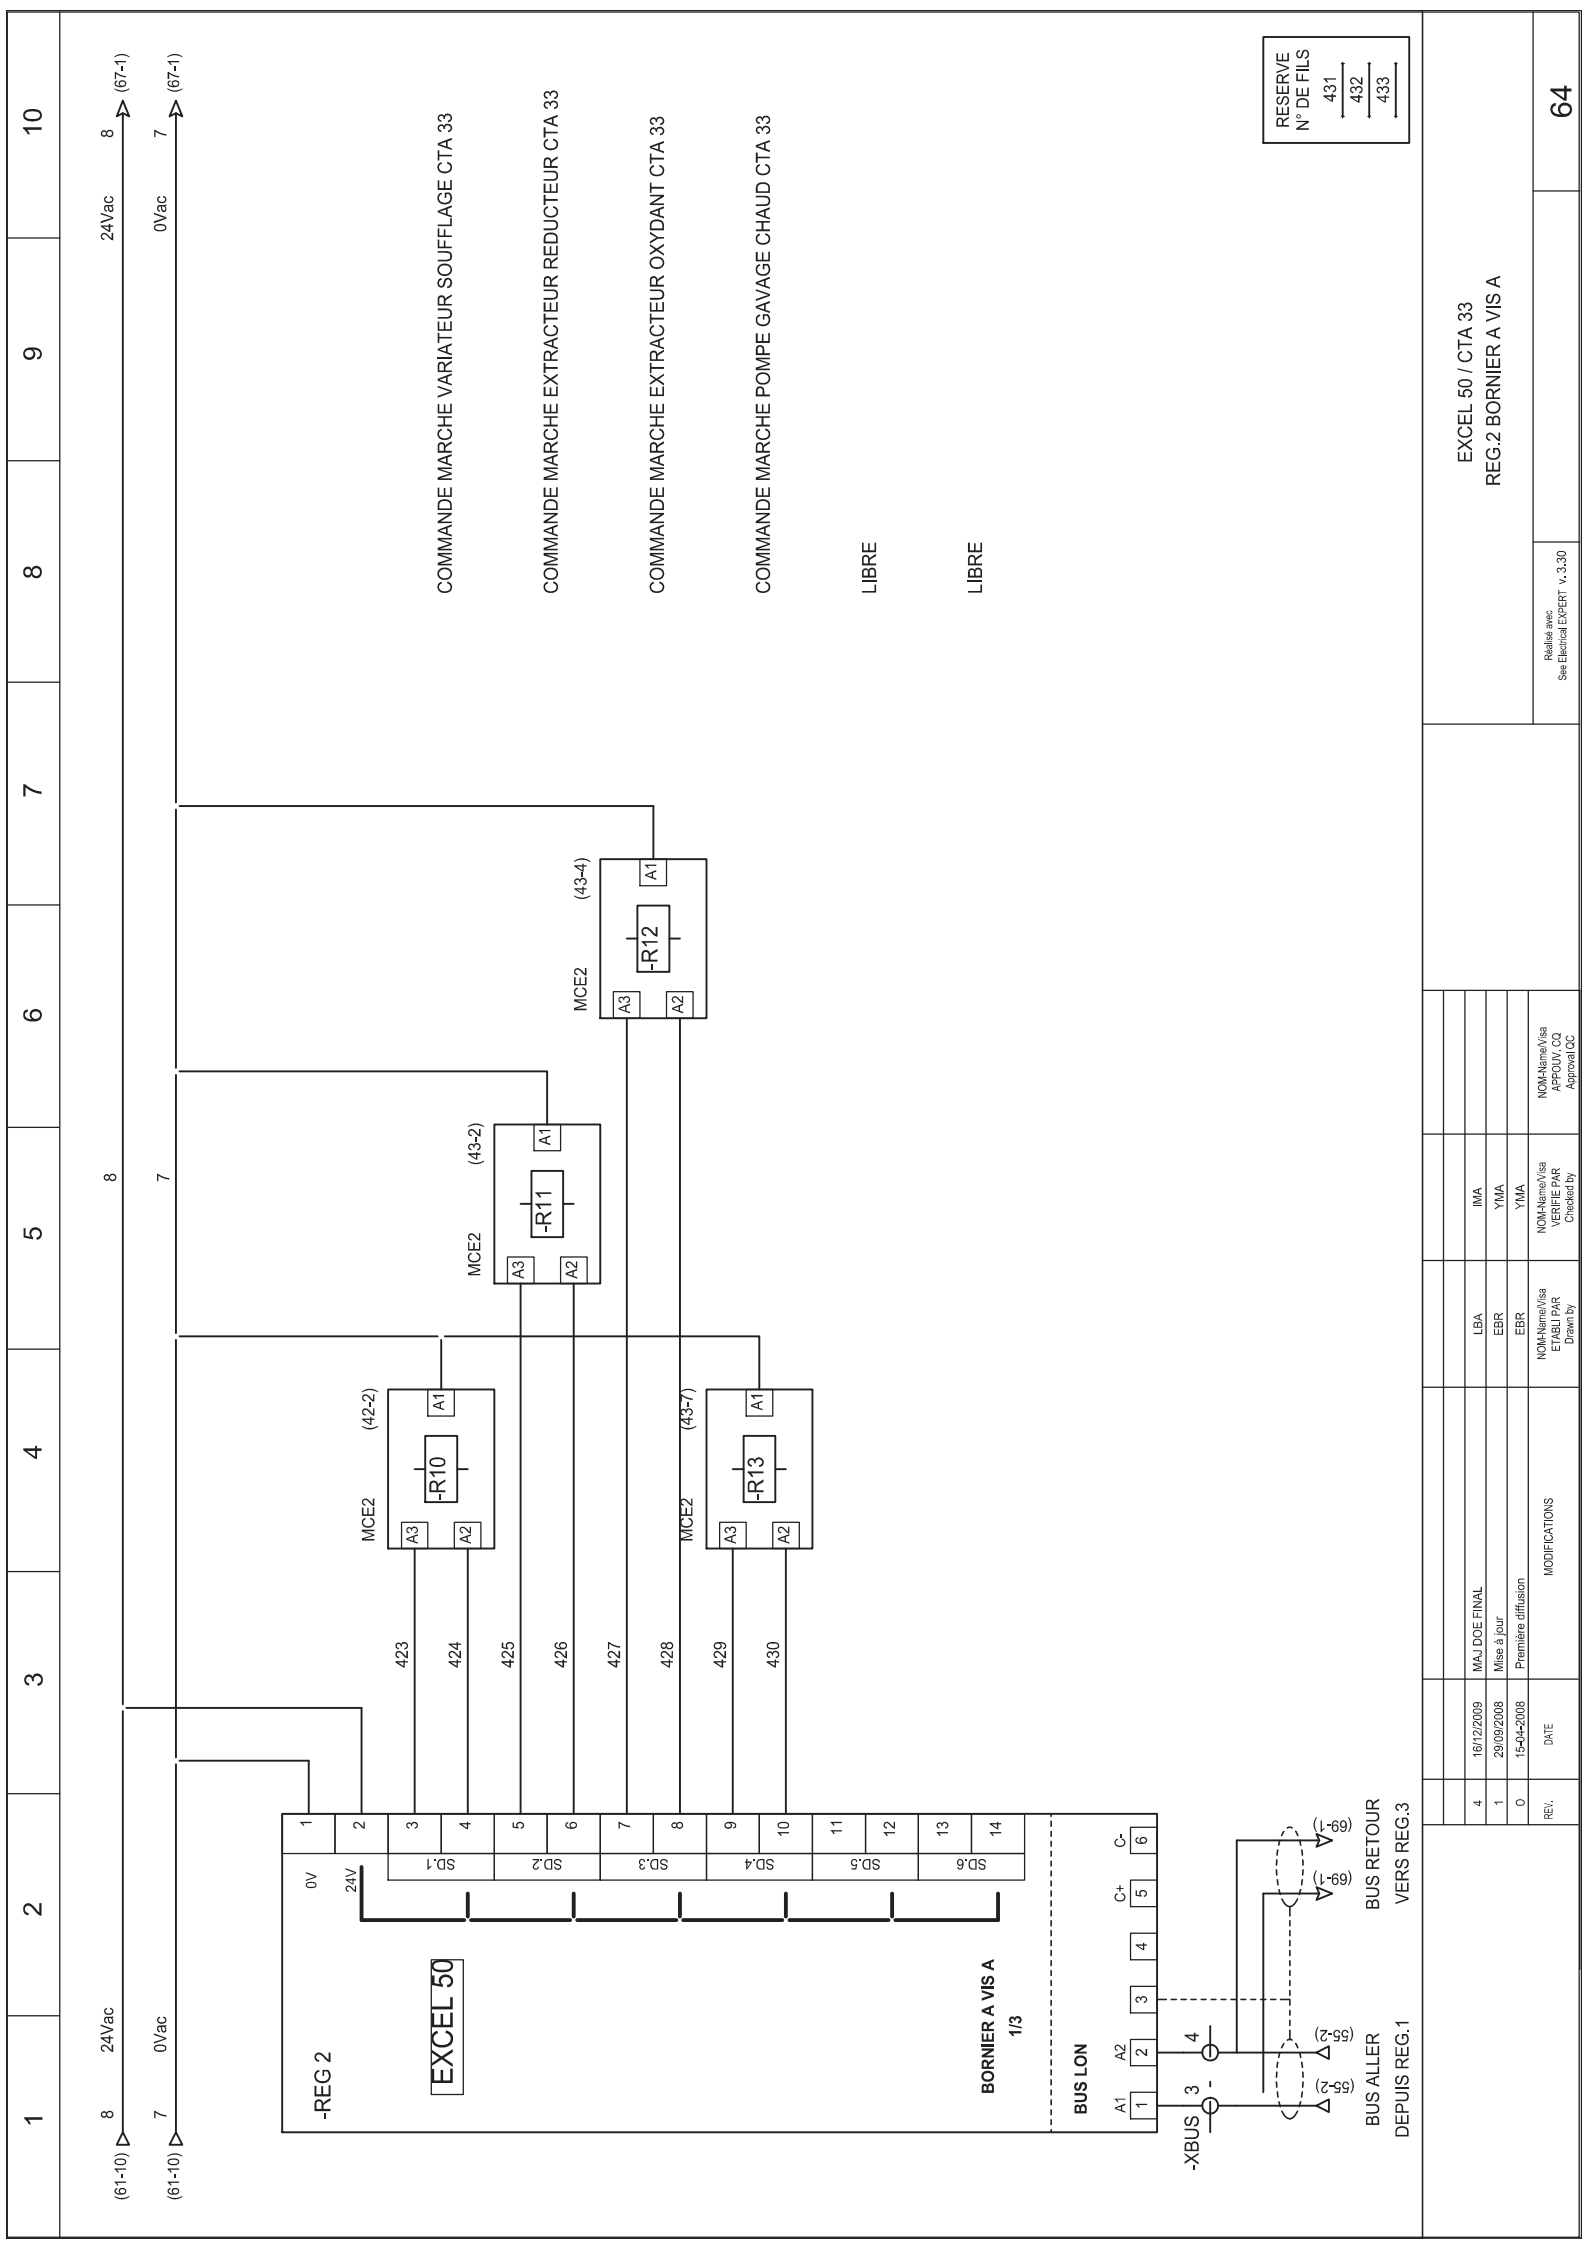 1 2 3 4 5 6 7 8 9 10
(61-10) 8 24Vac 8 24Vac 8 (67-1)
(61-10) 7 0Vac 7 0Vac 7 (67-1)
-REG 2
EXCEL 50
BORNIER A VIS A
1/3
0V 1
24V 2
SD.1 3
4
SD.2 5
6
SD.3 7
8
SD.4 9
10
SD.5 11
12
SD.6 13
14
423
424
425
426
427
428
429
430
MCE2 (42-2)
A3 -R10 A1
A2
MCE2 (43-2)
A3 -R11 A1
A2
MCE2 (43-4)
A3 -R12 A1
A2
MCE2 (43-7)
A3 -R13 A1
A2
COMMANDE MARCHE VARIATEUR SOUFFLAGE CTA 33
COMMANDE MARCHE EXTRACTEUR REDUCTEUR CTA 33
COMMANDE MARCHE EXTRACTEUR OXYDANT CTA 33
COMMANDE MARCHE POMPE GAVAGE CHAUD CTA 33
LIBRE
LIBRE
BUS LON
A1 A2 C+ C-
1 2 3 4 5 6
-XBUS 3 - 4
(55-2) (55-2) (69-1) (69-1)
BUS ALLER
DEPUIS REG.1
BUS RETOUR
VERS REG.3
RESERVE
N° DE FILS
431
432
433
4 16/12/2009 MAJ DOE FINAL LBA IMA
1 29/09/2008 Mise à jour EBR YMA
O 15-04-2008 Première diffusion EBR YMA
REV. DATE MODIFICATIONS
NOM-Name/Visa
ETABLI PAR
Drawn by
NOM-Name/Visa
VERIFIE PAR
Checked by
NOM-Name/Visa
APPOUV. CQ
Approval QC
EXCEL 50 / CTA 33
REG.2 BORNIER A VIS A
Réalisé avec
See Electrical EXPERT v. 3.30
64